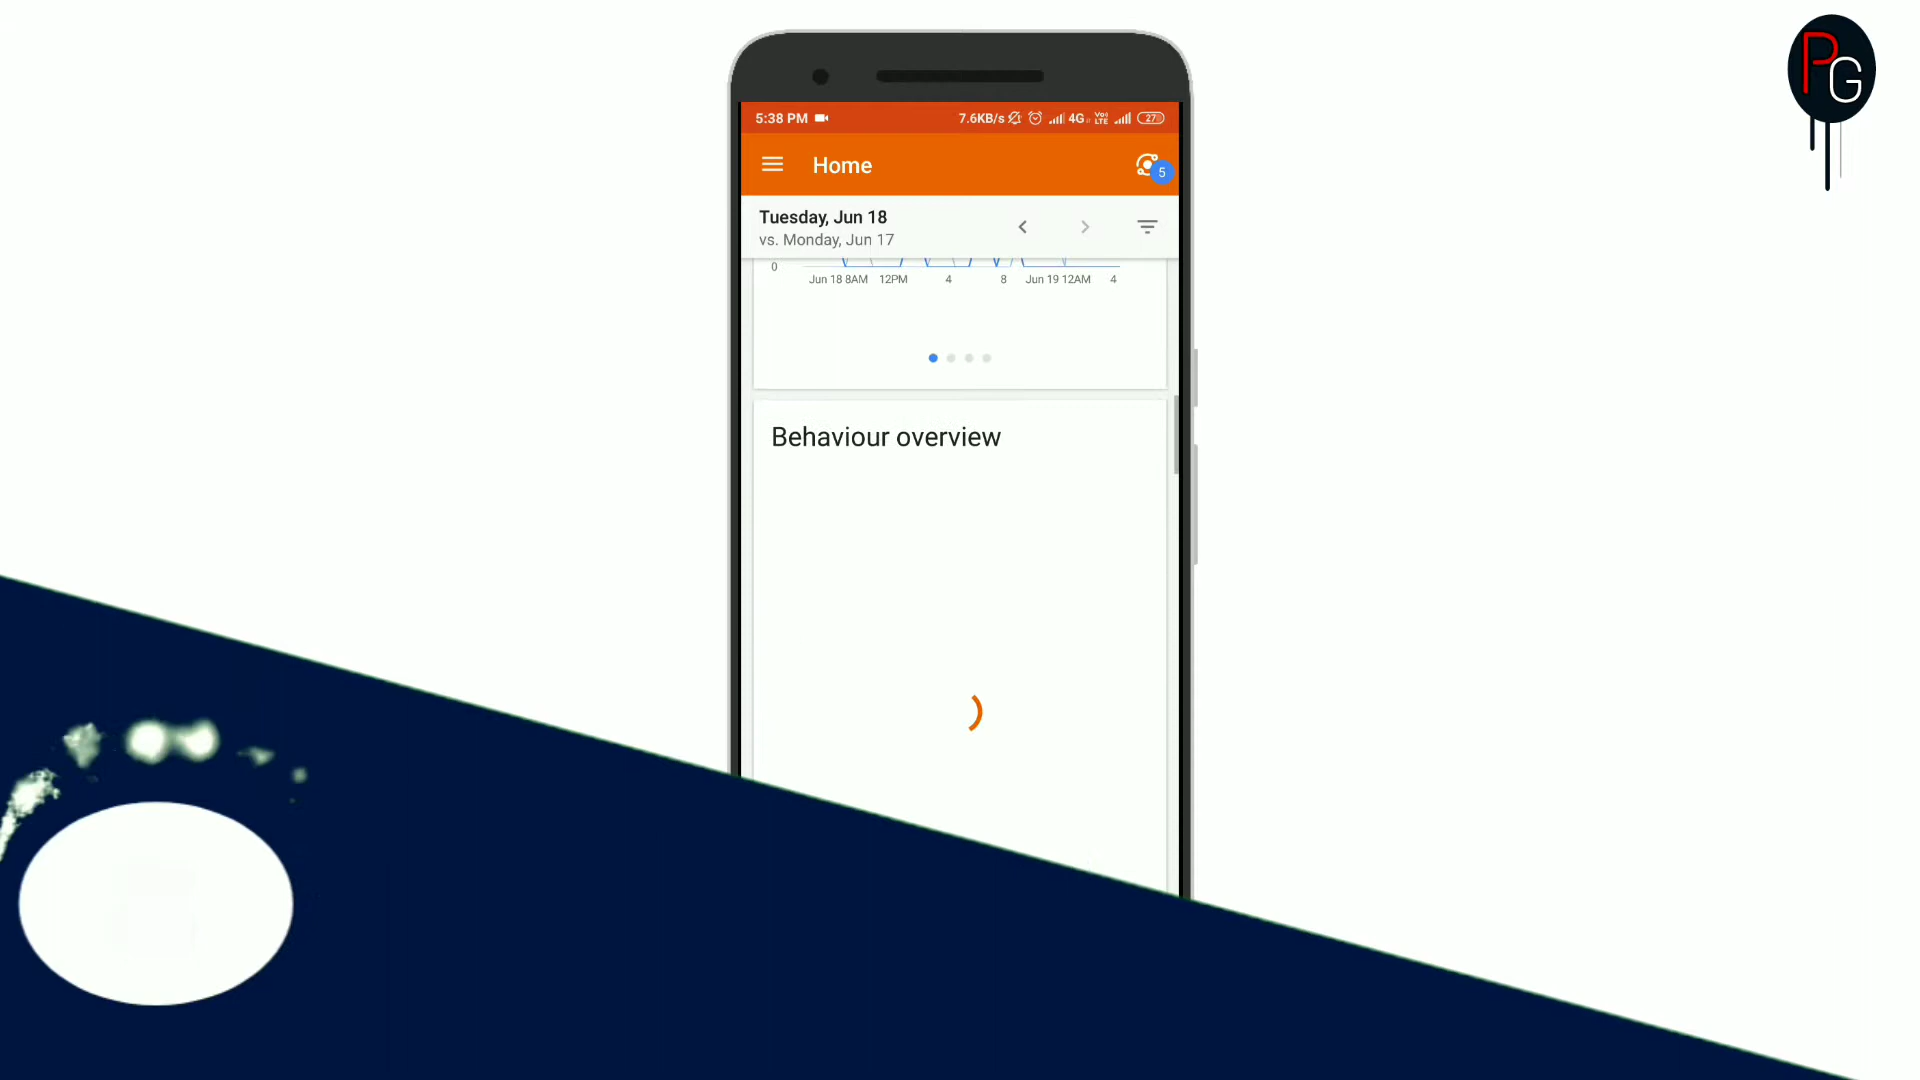 PG
5:38 PM 7.6KB/s 4G VoLTE 27
Home 5
Tuesday, Jun 18
vs. Monday, Jun 17
0
Jun 18 8AM 12PM 4 8 Jun 19 12AM 4
Behaviour overview